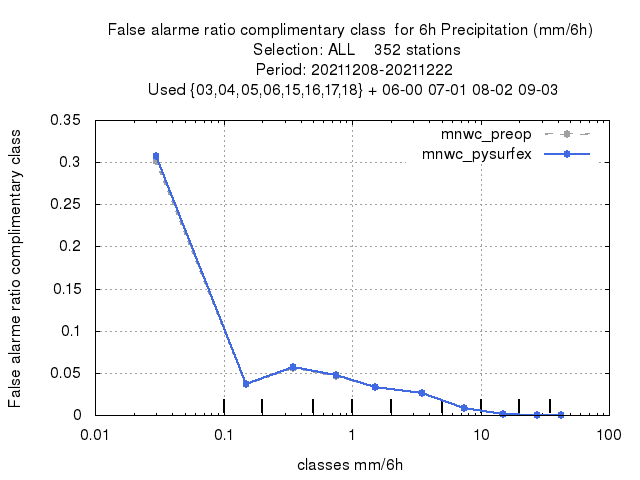 False alarme ratio complimentary class  for 6h Precipitation (mm/6h)
Selection: ALL    352 stations
Period: 20211208-20211222
Used {03,04,05,06,15,16,17,18} + 06-00 07-01 08-02 09-03
mnwc_preop
mnwc_pysurfex
False alarme ratio complimentary class
0.35
0.3
0.25
0.2
0.15
0.1
0.05
0
0.01
0.1
1
10
100
classes mm/6h